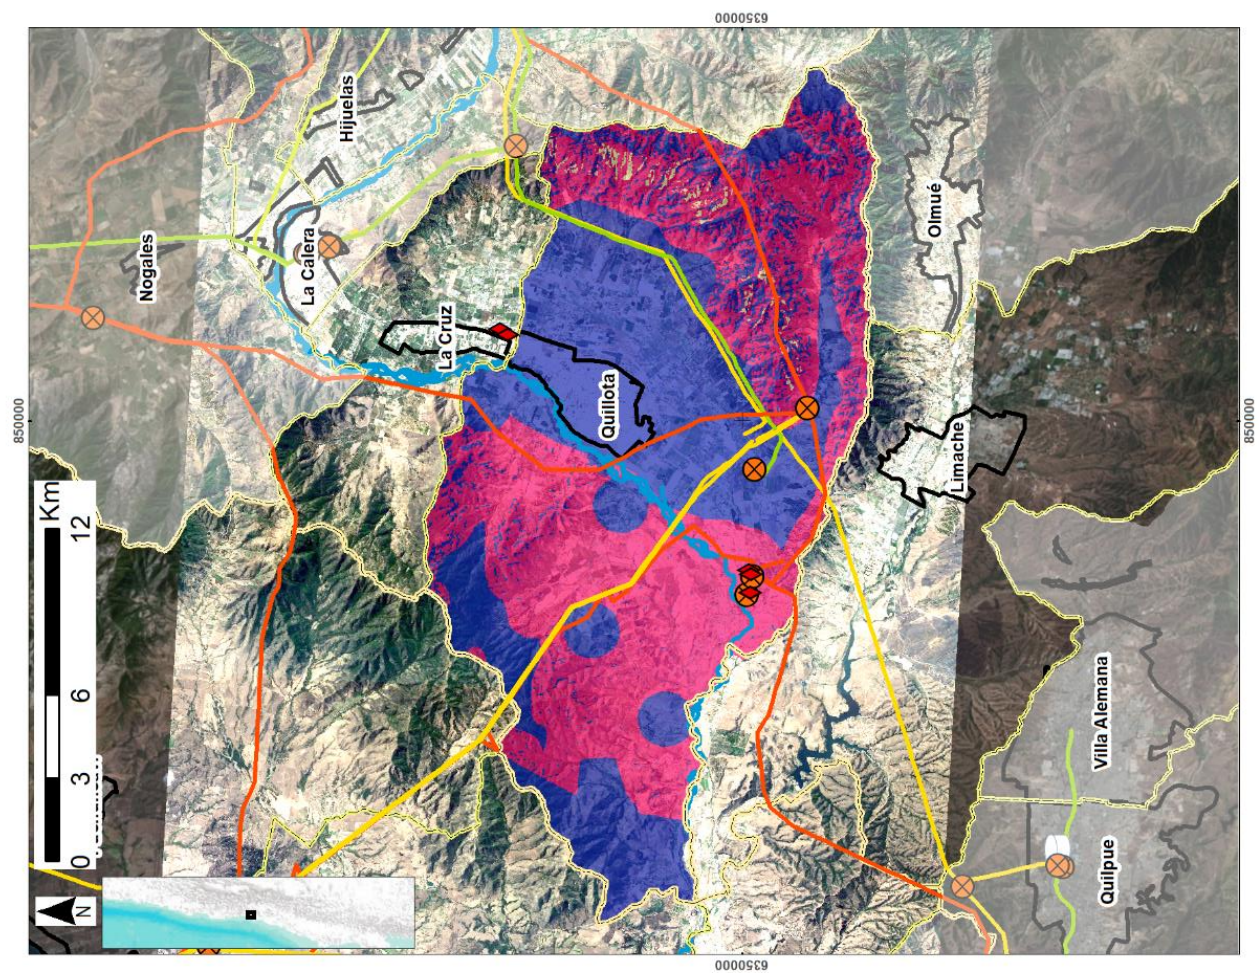 6350000
Hijuelas
Nogales
La Calera
La Cruz
Quillota
Olmué
Limache
850000
850000
0 3 6 12 Km
N
Villa Alemana
Quilpue
6350000